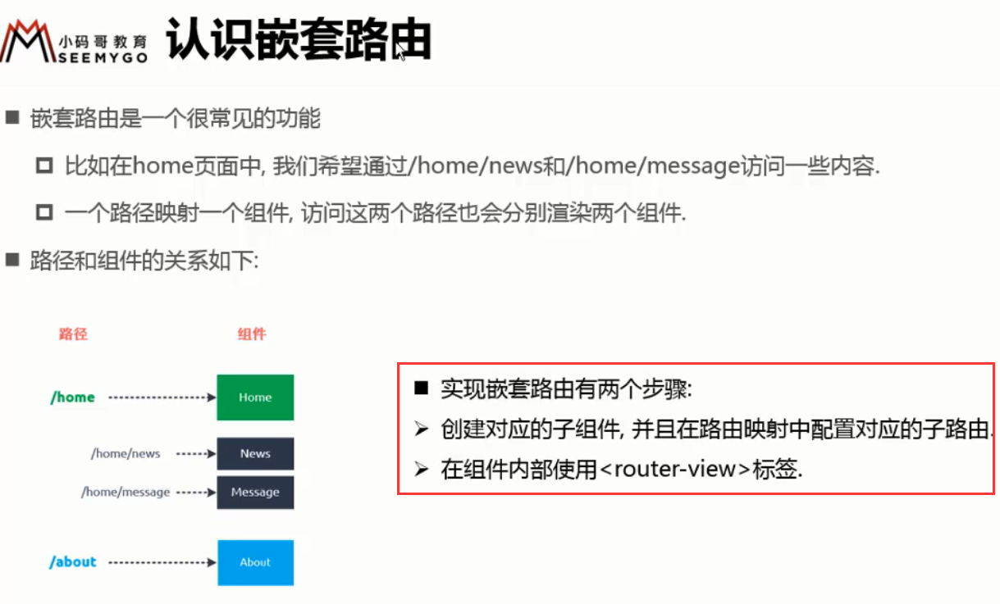 小码哥教育
SEEMYGO
认识嵌套路由
嵌套路由是一个很常见的功能
比如在home页面中, 我们希望通过/home/news和/home/message访问一些内容.
一个路径映射一个组件, 访问这两个路径也会分别渲染两个组件.
路径和组件的关系如下:
路径 组件
/home Home
/home/news News
/home/message Message
/about About
实现嵌套路由有两个步骤:
创建对应的子组件, 并且在路由映射中配置对应的子路由.
在组件内部使用<router-view>标签.